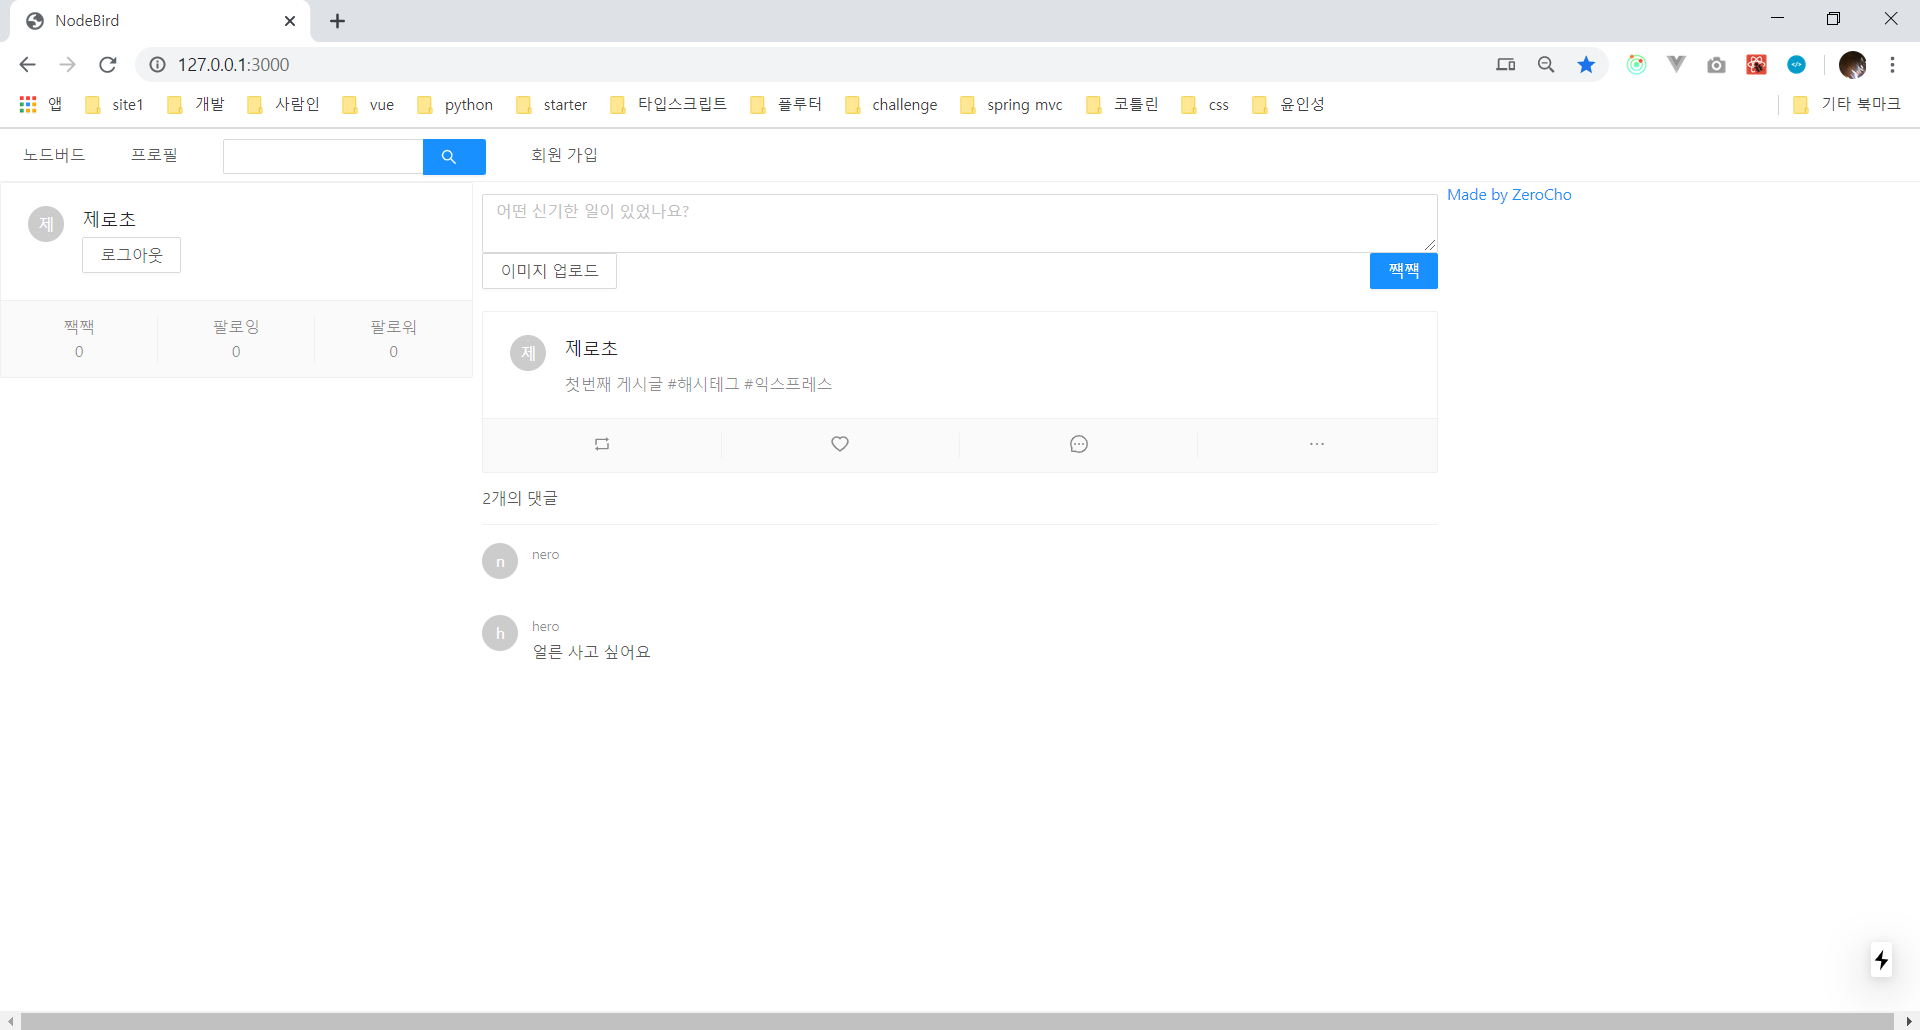 NodeBird
127.0.0.1:3000
앱 site1 개발 사람인 vue python starter 타입스크립트 플루터 challenge spring mvc 코틀린 css 윤인성 기타 북마크
노드버드 프로필 회원 가입
제 제로초
로그아웃
짹짹 팔로잉 팔로워
0 0 0
어떤 신기한 일이 있었나요?
이미지 업로드 짹짹
제 제로초
첫번째 게시글 #해시테그 #익스프레스
2개의 댓글
n nero
h hero
얼른 사고 싶어요
Made by ZeroCho